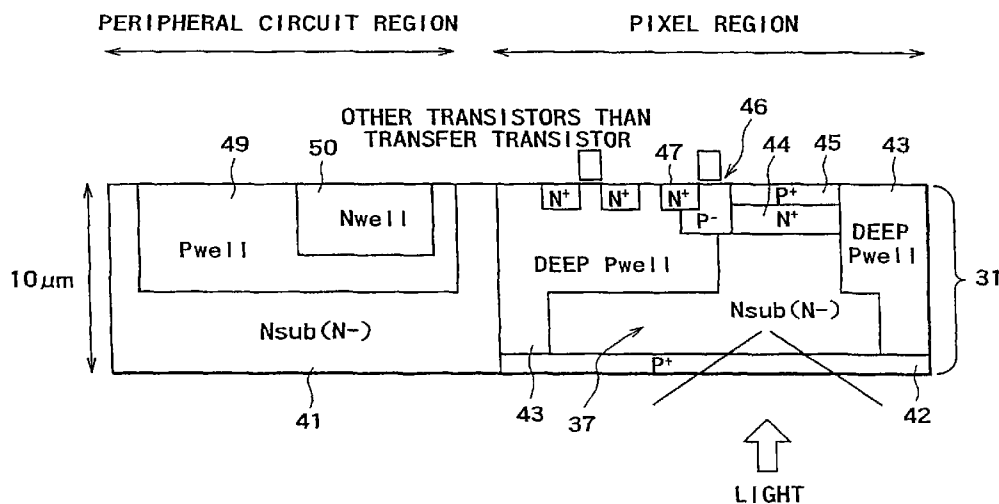 PERIPHERAL CIRCUIT REGION
PIXEL REGION
OTHER TRANSISTORS THAN
TRANSFER TRANSISTOR
46
49
50
47
44
45
43
N+
N+
N+
P+
P-
N+
Nwell
Pwell
DEEP Pwell
DEEP
Pwell
10μm
31
Nsub(N-)
Nsub(N-)
P+
41
43
37
42
LIGHT